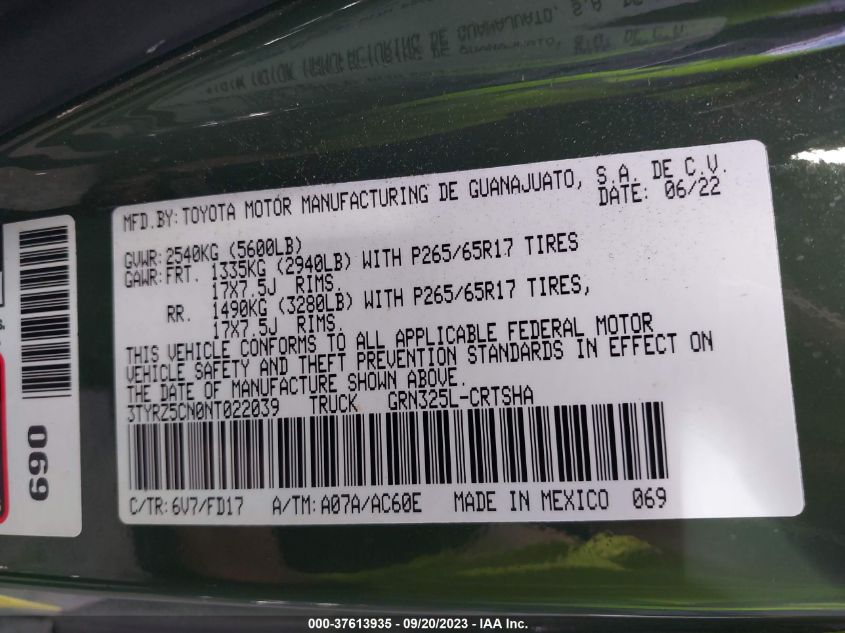 MFD.BY:TOYOTA MOTOR MANUFACTURING DE GUANAJUATO, S.A. DE C.V.
DATE: 06/22
GVWR:2540KG (5600LB)
GAWR:FRT. 1335KG (2940LB) WITH P265/65R17 TIRES
17X7.5J RIMS.
RR. 1490KG (3280LB) WITH P265/65R17 TIRES,
17X7.5J RIMS.
THIS VEHICLE CONFORMS TO ALL APPLICABLE FEDERAL MOTOR
VEHICLE SAFETY AND THEFT PREVENTION STANDARDS IN EFFECT ON
THE DATE OF MANUFACTURE SHOWN ABOVE.
3TYRZ5CN0NT022039 TRUCK GRN325L-CRTSHA
C/TR:6V7/FD17 A/TM:A07A/AC60E MADE IN MEXICO 069
069
000-37613935 - 09/20/2023 - IAA Inc.